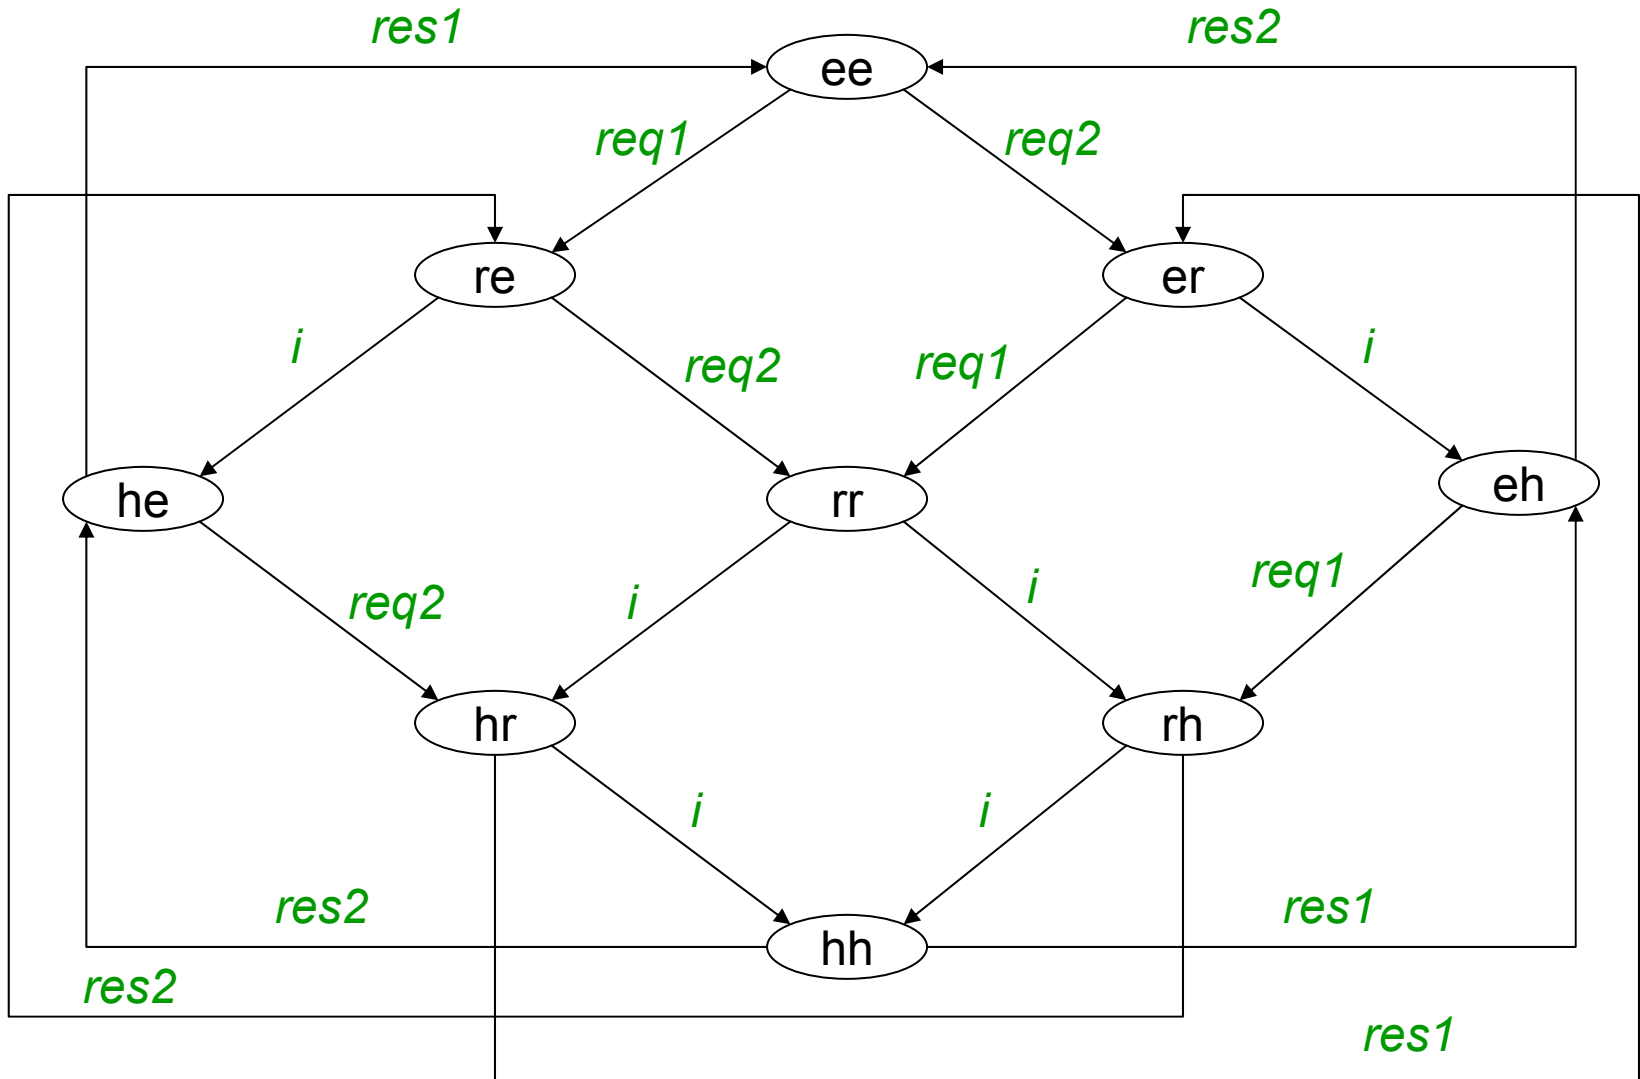 res1
res2
ee
req1
req2
re
er
i
req2
req1
i
he
rr
eh
req2
i
i
req1
hr
rh
i
i
res2
res1
hh
res2
res1